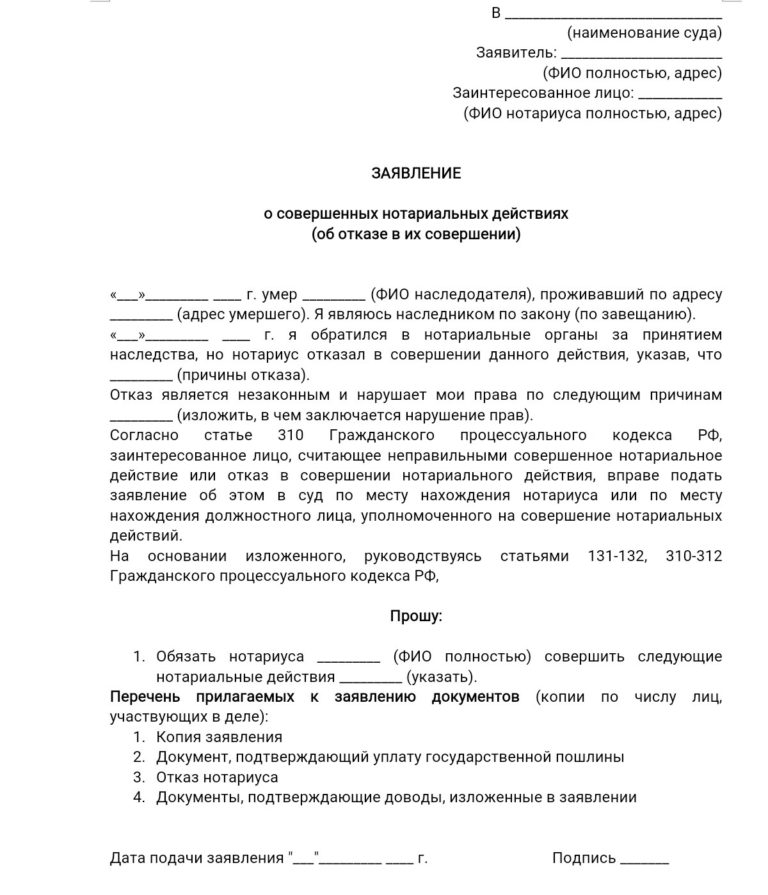 В _______________________________
(наименование суда)
Заявитель: _______________________
(ФИО полностью, адрес)
Заинтересованное лицо: ____________
(ФИО нотариуса полностью, адрес)
ЗАЯВЛЕНИЕ
о совершенных нотариальных действиях
(об отказе в их совершении)
«___»_________ ____ г. умер _________ (ФИО наследодателя), проживавший по адресу
_________ (адрес умершего). Я являюсь наследником по закону (по завещанию).
«___»_________ ____ г. я обратился в нотариальные органы за принятием
наследства, но нотариус отказал в совершении данного действия, указав, что
_________ (причины отказа).
Отказ является незаконным и нарушает мои права по следующим причинам
_________ (изложить, в чем заключается нарушение прав).
Согласно статье 310 Гражданского процессуального кодекса РФ,
заинтересованное лицо, считающее неправильными совершенное нотариальное
действие или отказ в совершении нотариального действия, вправе подать
заявление об этом в суд по месту нахождения нотариуса или по месту
нахождения должностного лица, уполномоченного на совершение нотариальных
действий.
На основании изложенного, руководствуясь статьями 131-132, 310-312
Гражданского процессуального кодекса РФ,
Прошу:
1. Обязать нотариуса _________ (ФИО полностью) совершить следующие
нотариальные действия _________ (указать).
Перечень прилагаемых к заявлению документов (копии по числу лиц,
участвующих в деле):
1. Копия заявления
2. Документ, подтверждающий уплату государственной пошлины
3. Отказ нотариуса
4. Документы, подтверждающие доводы, изложенные в заявлении
Дата подачи заявления "___"_________ ____ г. Подпись _______